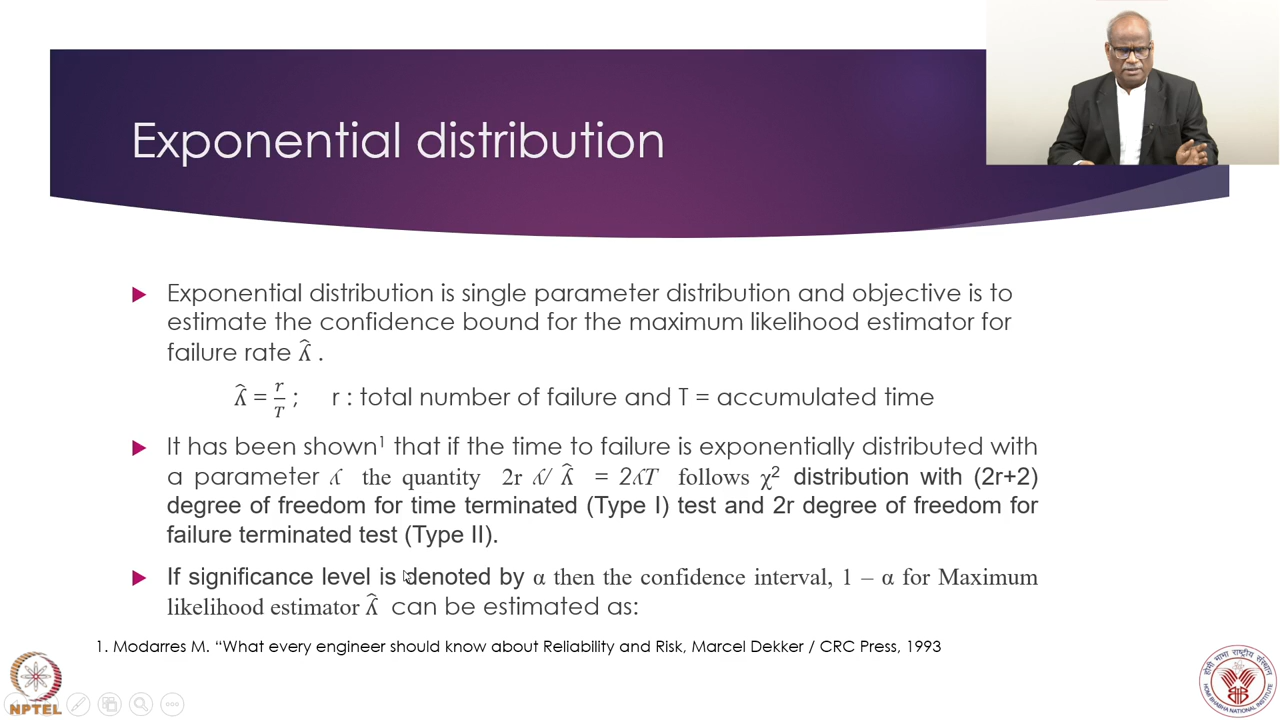 Exponential distribution
Exponential distribution is single parameter distribution and objective is to
estimate the confidence bound for the maximum likelihood estimator for
failure rate ʎ̂ .
ʎ̂ = r/T ; r : total number of failure and T = accumulated time
It has been shown¹ that if the time to failure is exponentially distributed with
a parameter ʎ the quantity 2r ʎ/ ʎ̂ = 2ʎT follows χ² distribution with (2r+2)
degree of freedom for time terminated (Type I) test and 2r degree of freedom for
failure terminated test (Type II).
If significance level is denoted by α then the confidence interval, 1 – α for Maximum
likelihood estimator ʎ̂ can be estimated as:
1. Modarres M. “What every engineer should know about Reliability and Risk, Marcel Dekker / CRC Press, 1993
NPTEL
होमी भाभा राष्ट्रीय संस्थान
HOMI BHABHA NATIONAL INSTITUTE